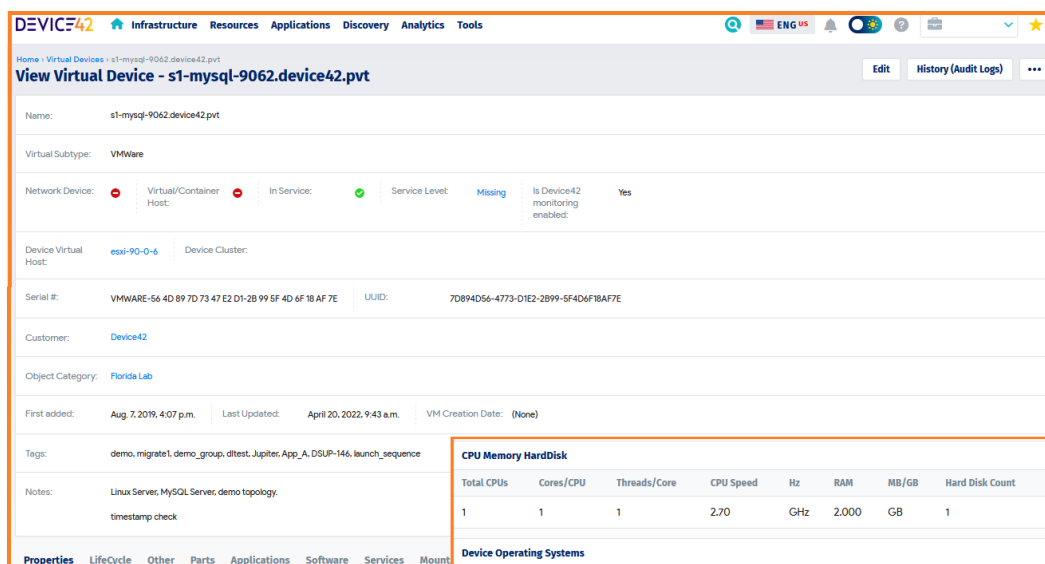 DEVICE42 Infrastructure Resources Applications Discovery Analytics Tools ENG US ?
Home › Virtual Devices › s1-mysql-9062.device42.pvt
View Virtual Device - s1-mysql-9062.device42.pvt
Edit History (Audit Logs) •••
Name: s1-mysql-9062.device42.pvt
Virtual Subtype: VMWare
Network Device: Virtual/Container Host: In Service: Service Level: Missing Is Device42 monitoring enabled: Yes
Device Virtual Host: esxi-90-0-6 Device Cluster:
Serial #: VMWARE-56 4D 89 7D 73 47 E2 D1-2B 99 5F 4D 6F 18 AF 7E UUID: 7D894D56-4773-D1E2-2B99-5F4D6F18AF7E
Customer: Device42
Object Category: Florida Lab
First added: Aug. 7, 2019, 4:07 p.m. Last Updated: April 20, 2022, 9:43 a.m. VM Creation Date: (None)
Tags: demo, migrate1, demo_group, dltest, Jupiter, App_A, DSUP-146, launch_sequence
Notes: Linux Server, MySQL Server, demo topology.
timestamp check
Properties LifeCycle Other Parts Applications Software Services Mount
CPU Memory HardDisk
Total CPUs Cores/CPU Threads/Core CPU Speed Hz RAM MB/GB Hard Disk Count
1 1 1 2.70 GHz 2.000 GB 1
Device Operating Systems